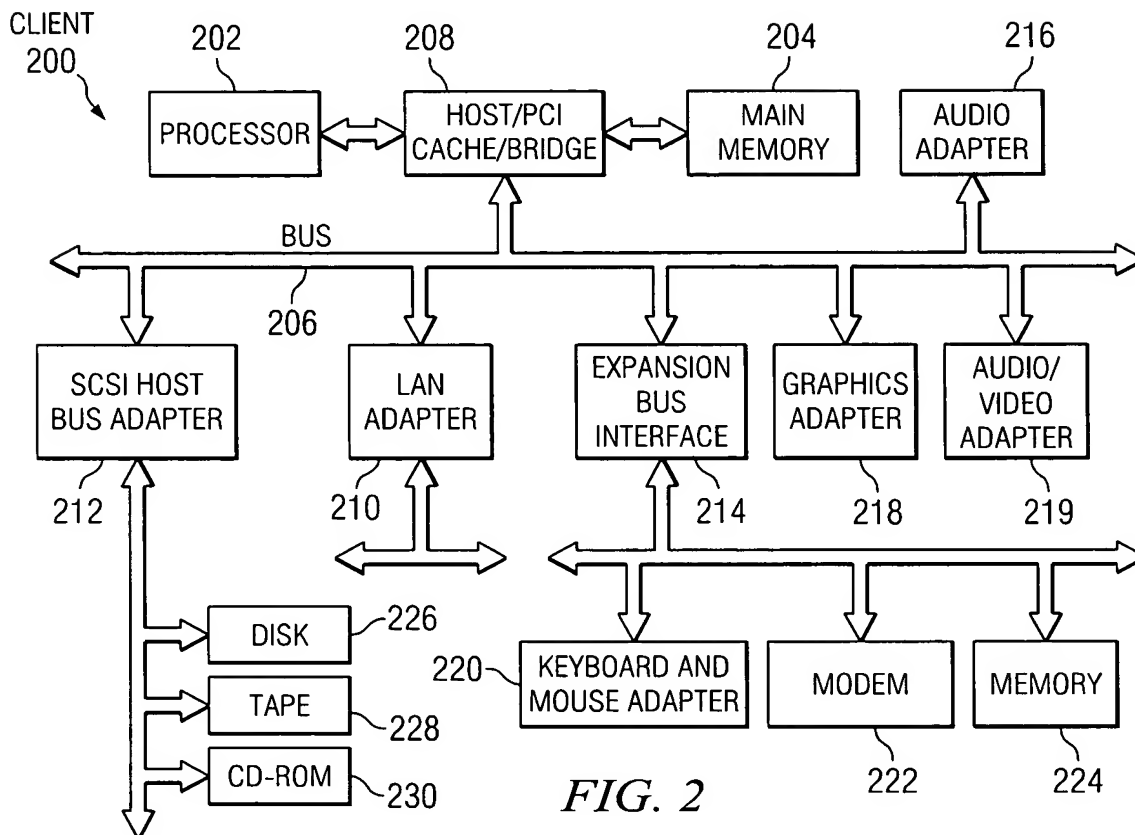 CLIENT
200
202
208
204
216
PROCESSOR
HOST/PCI
CACHE/BRIDGE
MAIN
MEMORY
AUDIO
ADAPTER
BUS
206
SCSI HOST
BUS ADAPTER
LAN
ADAPTER
EXPANSION
BUS
INTERFACE
GRAPHICS
ADAPTER
AUDIO/
VIDEO
ADAPTER
212
210
214
218
219
DISK
226
TAPE
228
CD-ROM
230
220
KEYBOARD AND
MOUSE ADAPTER
MODEM
MEMORY
222
224
FIG. 2